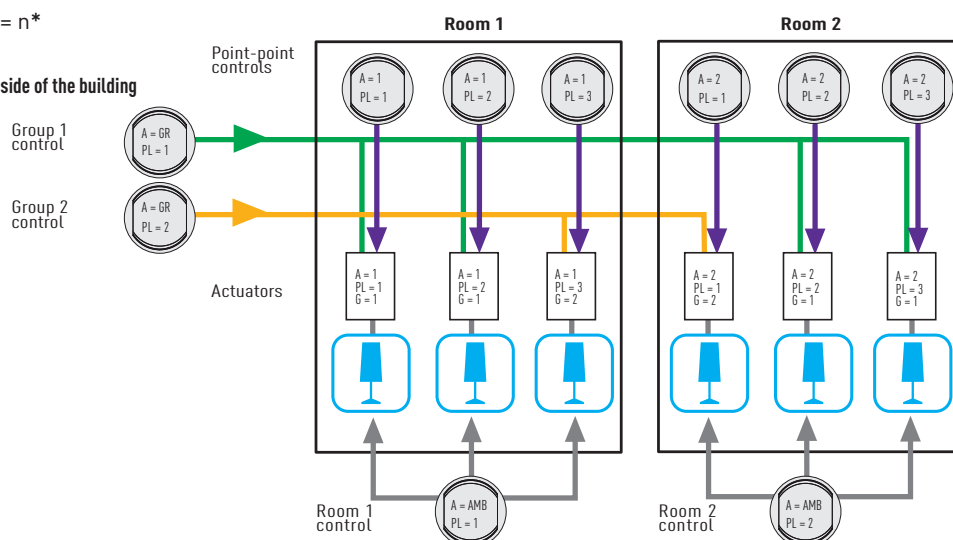 = n*
Room 1
Room 2
Point-point
controls
side of the building
A = 1
PL = 1
A = 1
PL = 2
A = 1
PL = 3
A = 2
PL = 1
A = 2
PL = 2
A = 2
PL = 3
Group 1
control
A = GR
PL = 1
Group 2
control
A = GR
PL = 2
Actuators
A = 1
PL = 1
G = 1
A = 1
PL = 2
G = 1
A = 1
PL = 3
G = 2
A = 2
PL = 1
G = 2
A = 2
PL = 2
G = 1
A = 2
PL = 3
G = 1
Room 1
control
A = AMB
PL = 1
Room 2
control
A = AMB
PL = 2